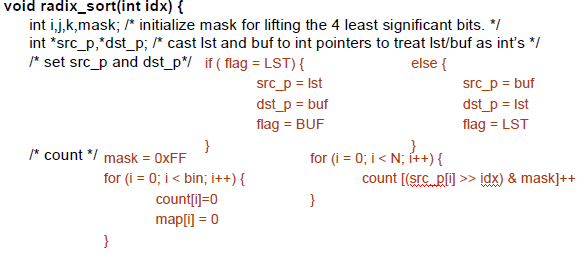 void radix_sort(int idx) {
int i,j,k,mask; /* initialize mask for lifting the 4 least significant bits. */
int *src_p,*dst_p; /* cast lst and buf to int pointers to treat lst/buf as int's */
/* set src_p and dst_p*/ if ( flag = LST) {
src_p = lst
dst_p = buf
flag = BUF
}
else {
src_p = buf
dst_p = lst
flag = LST
}
/* count */ mask = 0xFF
for (i = 0; i < bin; i++) {
count[i]=0
map[i] = 0
}
for (i = 0; i < N; i++) {
count [(src_p[i] >> idx) & mask]++
}